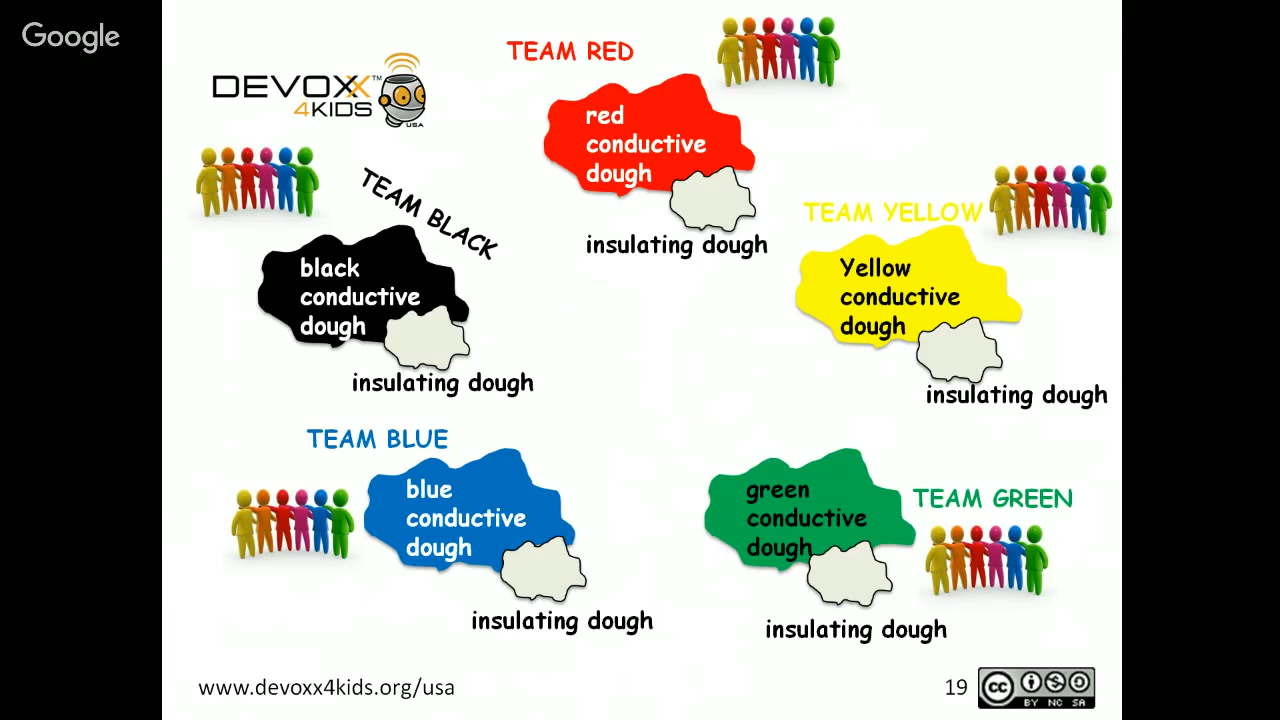 Google
TEAM RED
DEVOXX™
4KIDS
USA
red
conductive
dough
insulating dough
TEAM BLACK
black
conductive
dough
insulating dough
TEAM YELLOW
Yellow
conductive
dough
insulating dough
TEAM BLUE
blue
conductive
dough
insulating dough
green
conductive
dough
TEAM GREEN
insulating dough
www.devoxx4kids.org/usa
19
cc
BY NC SA